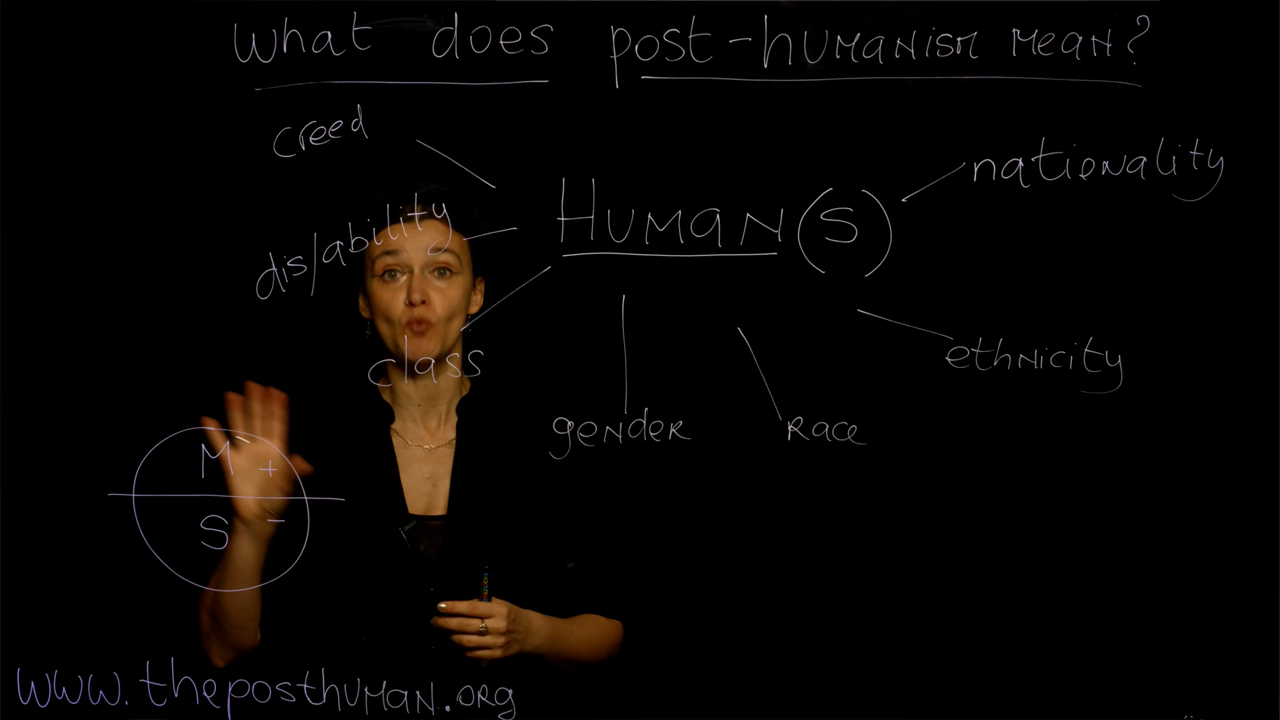 What does post-humanism mean?
creed
nationality
Human(s)
dis/ability
ethnicity
class
gender
race
M +
S -
www.theposthuman.org